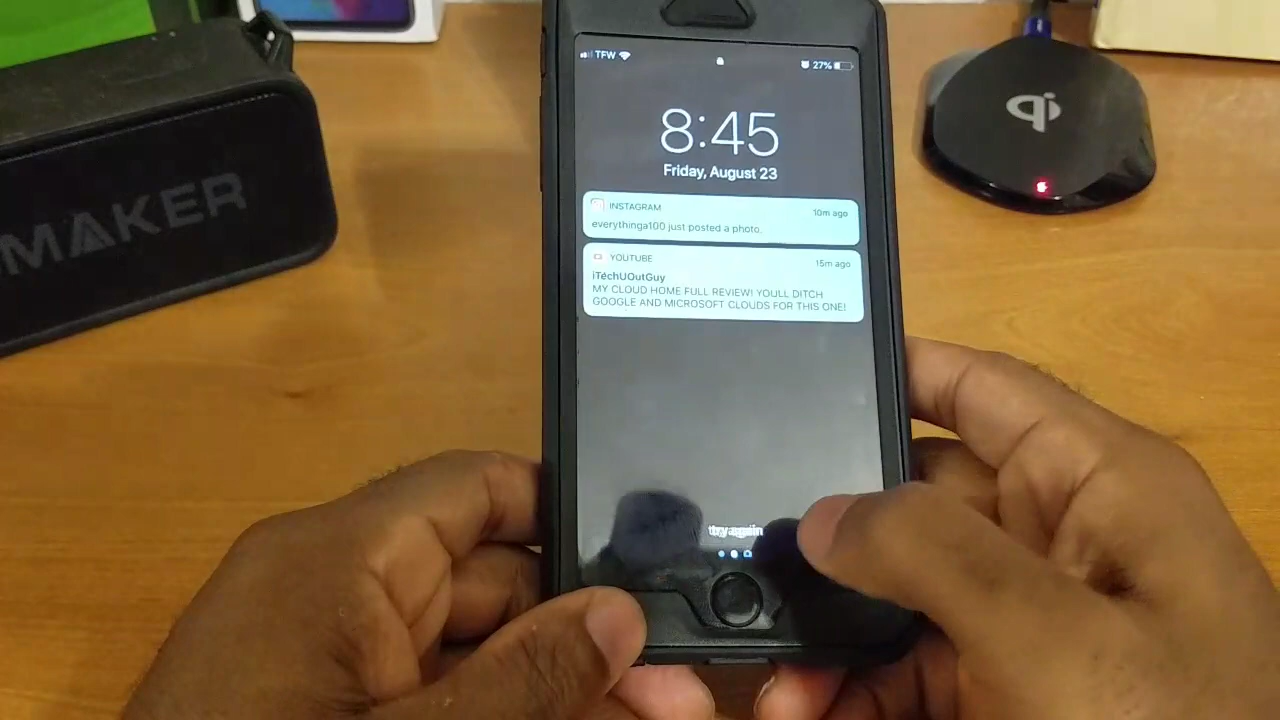 MAKER
TFW
27%
qi
8:45
Friday, August 23
INSTAGRAM
10m ago
everythinga100 just posted a photo.
YOUTUBE
15m ago
iTechUOutGuy
MY CLOUD HOME FULL REVIEW! YOULL DITCH
GOOGLE AND MICROSOFT CLOUDS FOR THIS ONE!
try again